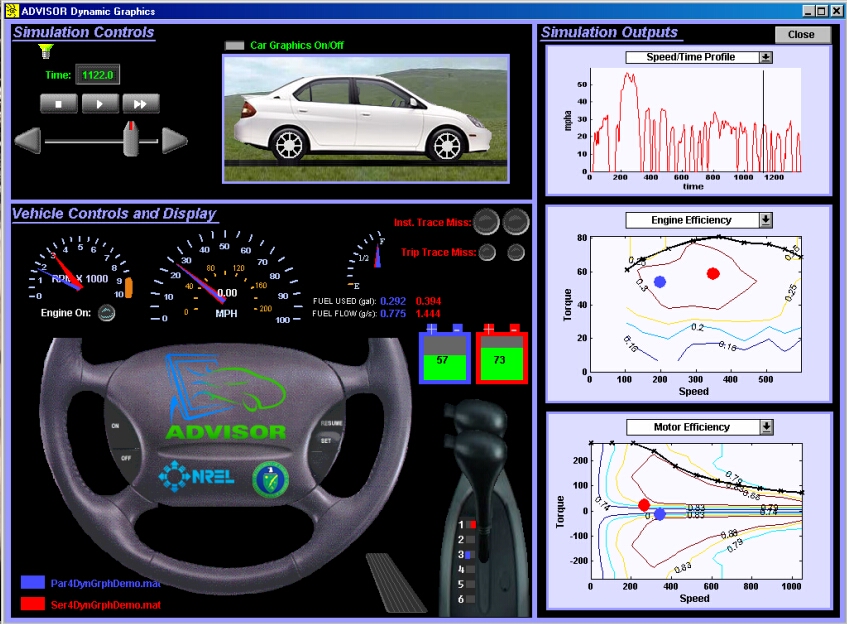 ADVISOR Dynamic Graphics
Simulation Controls
Time: 1122.0
Car Graphics On/Off
Vehicle Controls and Display
0 1 2 3 4 5 6 7 8 9 10
RPM X 1000
Engine On:
0 10 20 30 40 50 60 70 80 90 100
40 80 120 160 200
0.00
MPH
F
1/2
E
Inst. Trace Miss:
Trip Trace Miss:
FUEL USED (gal): 0.292 0.394
FUEL FLOW (g/s): 0.775 1.444
+ - + -
57 73
ON
OFF
RESUME
SET
ADVISOR
NREL
1
2
3
4
5
6
Par4DynGrphDemo.mat
Ser4DynGrphDemo.mat
Simulation Outputs
Close
Speed/Time Profile
mpha
50
40
30
20
10
0
0 200 400 600 800 1000 1200
time
Engine Efficiency
Torque
80
60
40
20
0
0.25
0.3
0.25
0.2
0.16 0.16
0 100 200 300 400 500
Speed
Motor Efficiency
Torque
200
100
0
-100
-200
0.79
0.74
0.83 0.79
0.83 0.74
0.83
0.79
0.83
0 200 400 600 800 1000
Speed